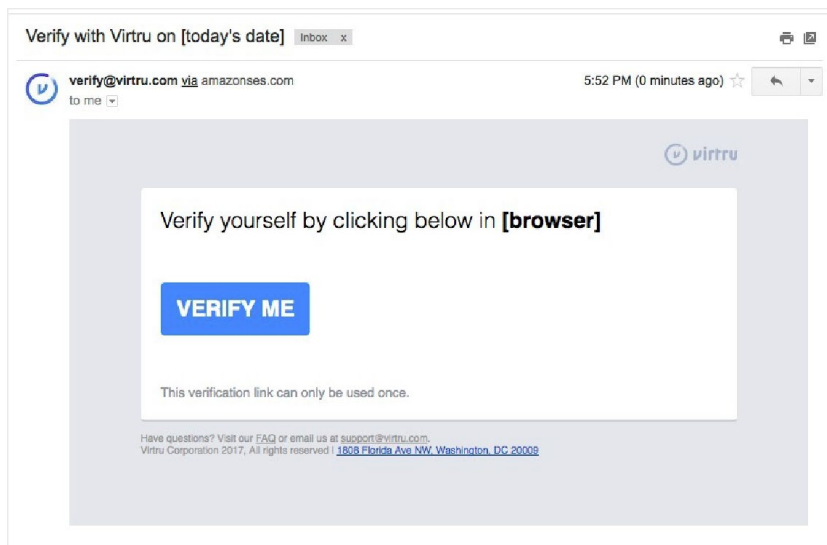 Verify with Virtru on [today's date] Inbox x
verify@virtru.com via amazonses.com 5:52 PM (0 minutes ago)
to me
virtru
Verify yourself by clicking below in [browser]
VERIFY ME
This verification link can only be used once.
Have questions? Visit our FAQ or email us at support@virtru.com.
Virtru Corporation 2017, All rights reserved | 1808 Florida Ave NW, Washington, DC 20009